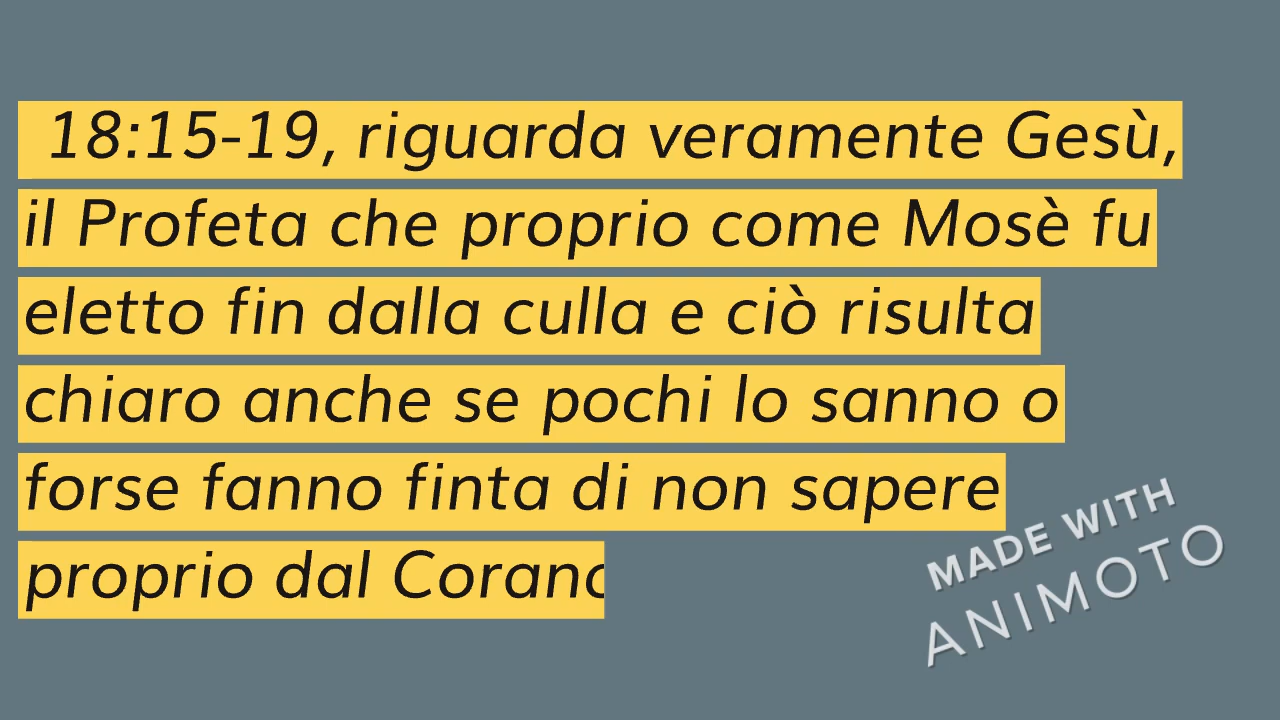 18:15-19, riguarda veramente Gesù,
il Profeta che proprio come Mosè fu
eletto fin dalla culla e ciò risulta
chiaro anche se pochi lo sanno o
forse fanno finta di non sapere
proprio dal Corano
MADE WITH
ANIMOTO